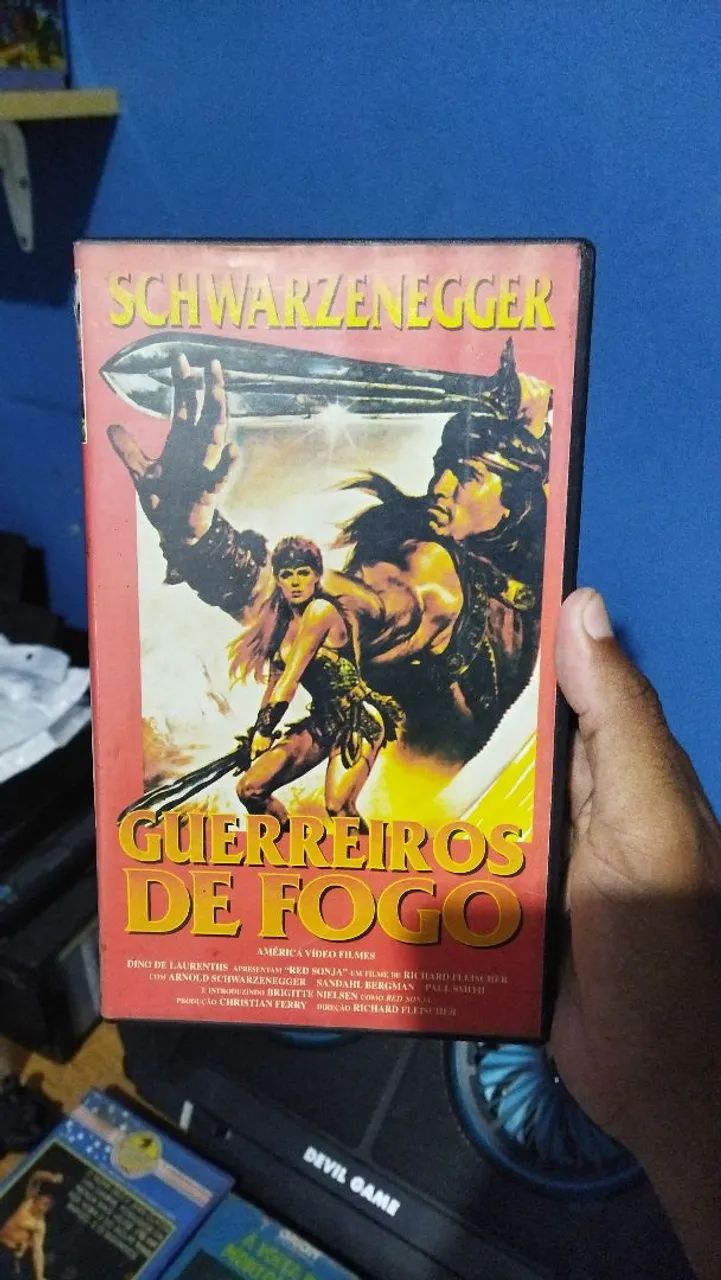 SCHWARZENEGGER
GUERREIROS
DE FOGO
AMÉRICA VÍDEO FILMES
DINO DE LAURENTIIS APRESENTAM "RED SONJA" UM FILME DE RICHARD FLEISCHER
COM ARNOLD SCHWARZENEGGER SANDAHL BERGMAN PAUL SMITH
E INTRODUZINDO BRIGITTE NIELSEN COMO RED SONJA
PRODUÇÃO CHRISTIAN FERRY DIREÇÃO RICHARD FLEISCHER
DEVIL GAME
A VOLTA